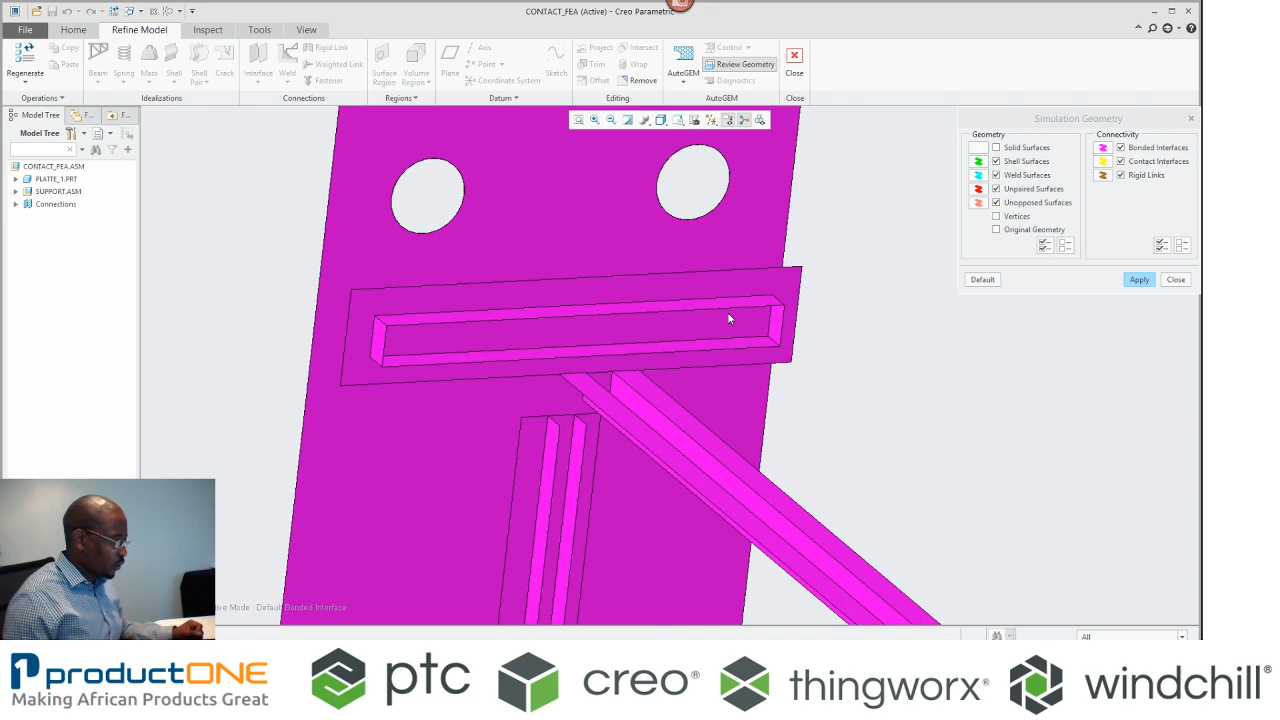 CONTACT_FEA (Active) - Creo Parametric
File Home Refine Model Inspect Tools View
Regenerate Copy Paste
Beam Spring Mass Shell Shell Pair Crack
Interface Weld Rigid Link Weighted Link Fastener
Surface Region Volume Region
Plane Axis Point Coordinate System Sketch
Project Intersect Trim Wrap Offset Remove
AutoGEM Control Review Geometry Diagnostics
Close
Operations Idealizations Connections Regions Datum Editing AutoGEM Close
Model Tree F... F...
Model Tree
CONTACT_FEA.ASM
PLATTE_1.PRT
SUPPORT.ASM
Connections
Simulation Geometry
Geometry
Solid Surfaces
Shell Surfaces
Weld Surfaces
Unpaired Surfaces
Unopposed Surfaces
Vertices
Original Geometry
Connectivity
Bonded Interfaces
Contact Interfaces
Rigid Links
Default Apply Close
Mode : Default Bonded Interface
All
productONE
Making African Products Great
ptc
creo®
thingworx®
windchill®